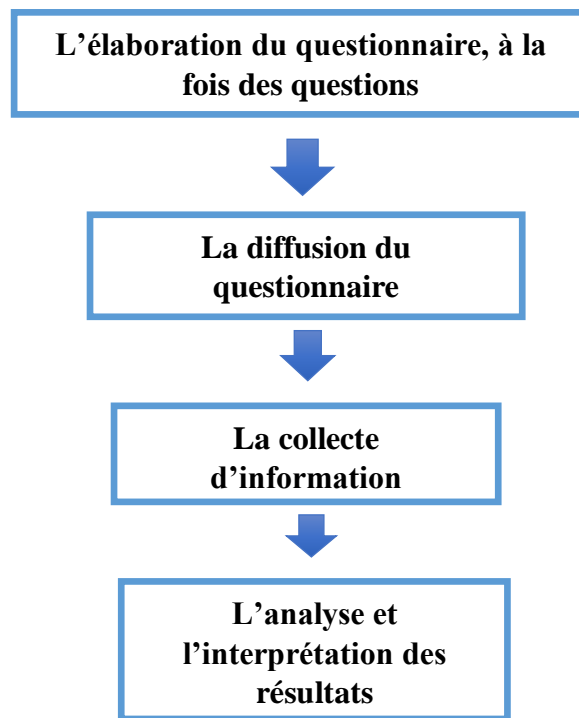 L’élaboration du questionnaire, à la
fois des questions
La diffusion du
questionnaire
La collecte
d’information
L’analyse et
l’interprétation des
résultats